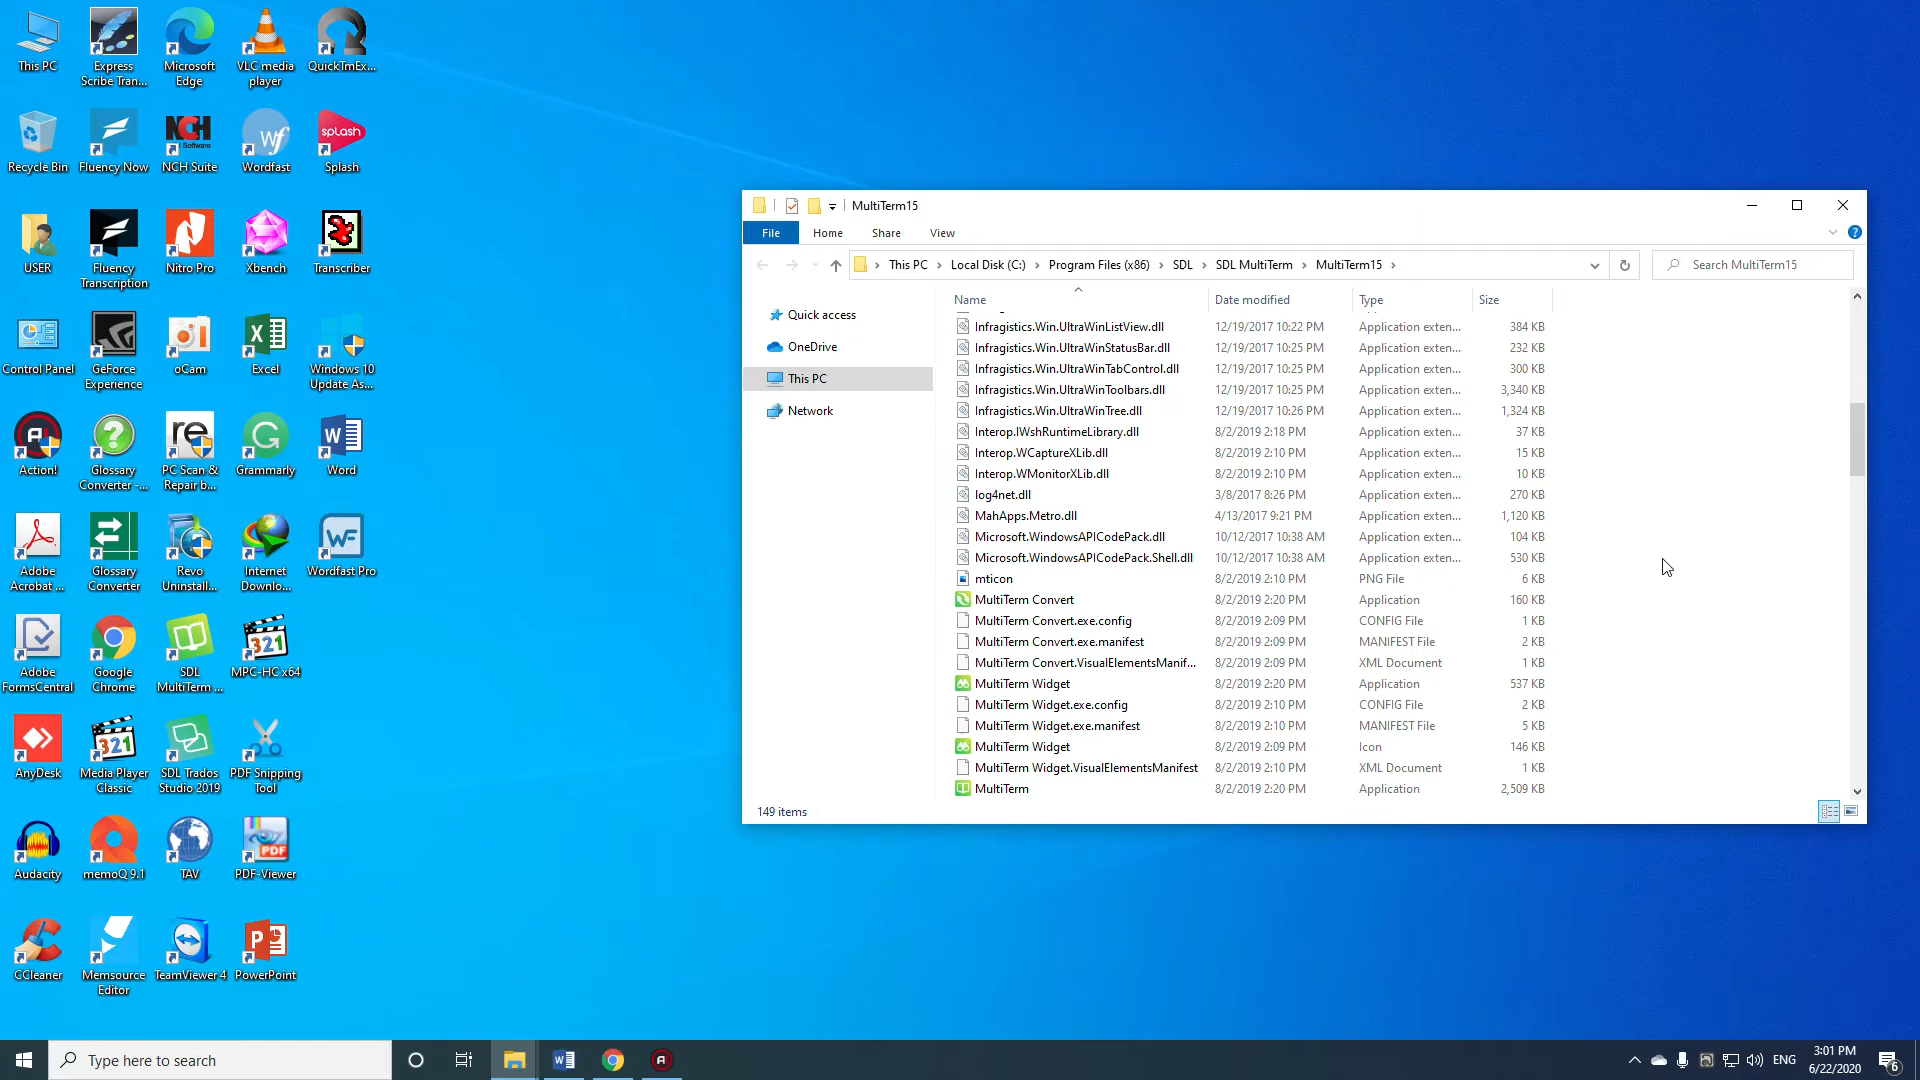 This PC
Express
Scribe Tran...
Microsoft
Edge
VLC media
player
QuickTmEx...
Recycle Bin
Fluency Now
NCH
Software
NCH Suite
wf
Wordfast
splash
Splash
USER
Fluency
Transcription
Nitro Pro
Xbench
Transcriber
Control Panel
GeForce
Experience
oCam
Excel
Windows 10
Update As...
Action!
Glossary
Converter -...
re
PC Scan &
Repair b...
Grammarly
Word
Adobe
Acrobat ...
Glossary
Converter
Revo
Uninstall...
Internet
Downlo...
WF
Wordfast Pro
Adobe
FormsCentral
Google
Chrome
SDL
MultiTerm ...
321
MPC-HC x64
AnyDesk
321
Media Player
Classic
SDL Trados
Studio 2019
PDF Snipping
Tool
Audacity
memoQ 9.1
TAV
PDF
PDF-Viewer
CCleaner
Memsource
Editor
TeamViewer 4
PowerPoint
MultiTerm15
File Home Share View
This PC Local Disk (C:) Program Files (x86) SDL SDL MultiTerm MultiTerm15
Search MultiTerm15
Quick access
OneDrive
This PC
Network
Name Date modified Type Size
Infragistics.Win.UltraWinListView.dll 12/19/2017 10:22 PM Application exten... 384 KB
Infragistics.Win.UltraWinStatusBar.dll 12/19/2017 10:25 PM Application exten... 232 KB
Infragistics.Win.UltraWinTabControl.dll 12/19/2017 10:25 PM Application exten... 300 KB
Infragistics.Win.UltraWinToolbars.dll 12/19/2017 10:25 PM Application exten... 3,340 KB
Infragistics.Win.UltraWinTree.dll 12/19/2017 10:26 PM Application exten... 1,324 KB
Interop.IWshRuntimeLibrary.dll 8/2/2019 2:18 PM Application exten... 37 KB
Interop.WCaptureXLib.dll 8/2/2019 2:10 PM Application exten... 15 KB
Interop.WMonitorXLib.dll 8/2/2019 2:10 PM Application exten... 10 KB
log4net.dll 3/8/2017 8:26 PM Application exten... 270 KB
MahApps.Metro.dll 4/13/2017 9:21 PM Application exten... 1,120 KB
Microsoft.WindowsAPICodePack.dll 10/12/2017 10:38 AM Application exten... 104 KB
Microsoft.WindowsAPICodePack.Shell.dll 10/12/2017 10:38 AM Application exten... 530 KB
mticon 8/2/2019 2:10 PM PNG File 6 KB
MultiTerm Convert 8/2/2019 2:20 PM Application 160 KB
MultiTerm Convert.exe.config 8/2/2019 2:09 PM CONFIG File 1 KB
MultiTerm Convert.exe.manifest 8/2/2019 2:09 PM MANIFEST File 2 KB
MultiTerm Convert.VisualElementsManif... 8/2/2019 2:09 PM XML Document 1 KB
MultiTerm Widget 8/2/2019 2:20 PM Application 537 KB
MultiTerm Widget.exe.config 8/2/2019 2:10 PM CONFIG File 2 KB
MultiTerm Widget.exe.manifest 8/2/2019 2:10 PM MANIFEST File 5 KB
MultiTerm Widget 8/2/2019 2:09 PM Icon 146 KB
MultiTerm Widget.VisualElementsManifest 8/2/2019 2:10 PM XML Document 1 KB
MultiTerm 8/2/2019 2:20 PM Application 2,509 KB
149 items
Type here to search
ENG
3:01 PM
6/22/2020
6